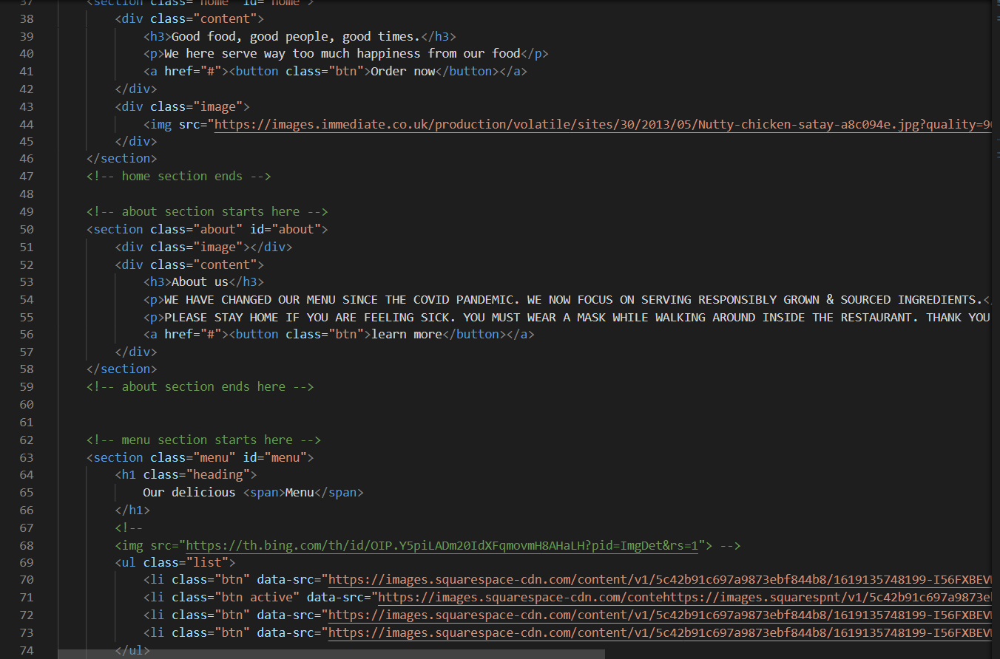 37 <section class="home" id="home">
38 <div class="content">
39 <h3>Good food, good people, good times.</h3>
40 <p>We here serve way too much happiness from our food</p>
41 <a href="#"><button class="btn">Order now</button></a>
42 </div>
43 <div class="image">
44 <img src="https://images.immediate.co.uk/production/volatile/sites/30/2013/05/Nutty-chicken-satay-a8c094e.jpg?quality=90
45 </div>
46 </section>
47 <!-- home section ends -->
48
49 <!-- about section starts here -->
50 <section class="about" id="about">
51 <div class="image"></div>
52 <div class="content">
53 <h3>About us</h3>
54 <p>WE HAVE CHANGED OUR MENU SINCE THE COVID PANDEMIC. WE NOW FOCUS ON SERVING RESPONSIBLY GROWN & SOURCED INGREDIENTS.</
55 <p>PLEASE STAY HOME IF YOU ARE FEELING SICK. YOU MUST WEAR A MASK WHILE WALKING AROUND INSIDE THE RESTAURANT. THANK YOU
56 <a href="#"><button class="btn">learn more</button></a>
57 </div>
58 </section>
59 <!-- about section ends here -->
60
61
62 <!-- menu section starts here -->
63 <section class="menu" id="menu">
64 <h1 class="heading">
65 Our delicious <span>Menu</span>
66 </h1>
67 <!--
68 <img src="https://th.bing.com/th/id/OIP.Y5piLADm20IdXFqmovmH8AHaLH?pid=ImgDet&rs=1"> -->
69 <ul class="list">
70 <li class="btn" data-src="https://images.squarespace-cdn.com/content/v1/5c42b91c697a9873ebf844b8/1619135748199-I56FXBEV
71 <li class="btn active" data-src="https://images.squarespace-cdn.com/contehttps://images.squarespnt/v1/5c42b91c697a9873e
72 <li class="btn" data-src="https://images.squarespace-cdn.com/content/v1/5c42b91c697a9873ebf844b8/1619135748199-I56FXBEV
73 <li class="btn" data-src="https://images.squarespace-cdn.com/content/v1/5c42b91c697a9873ebf844b8/1619135748199-I56FXBEV
74 </ul>